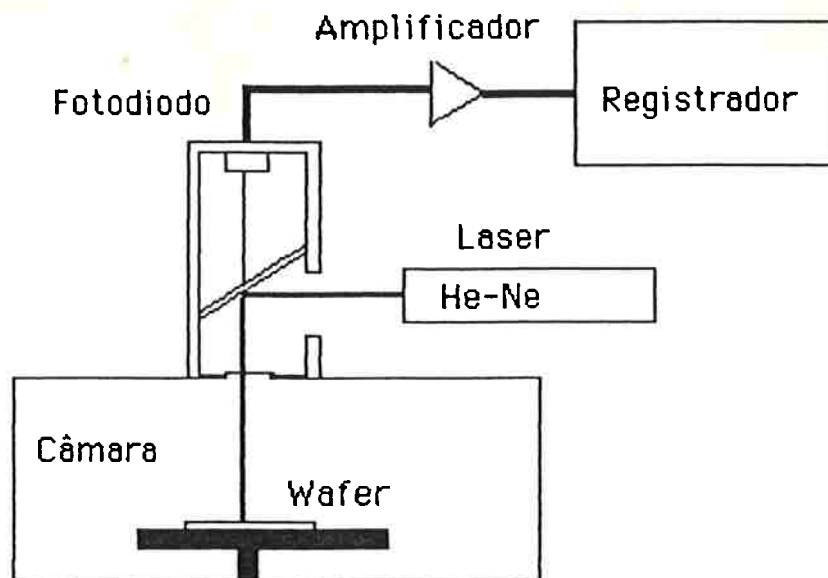 Amplificador
Fotodiodo
Registrador
Laser
He-Ne
Câmara
Wafer